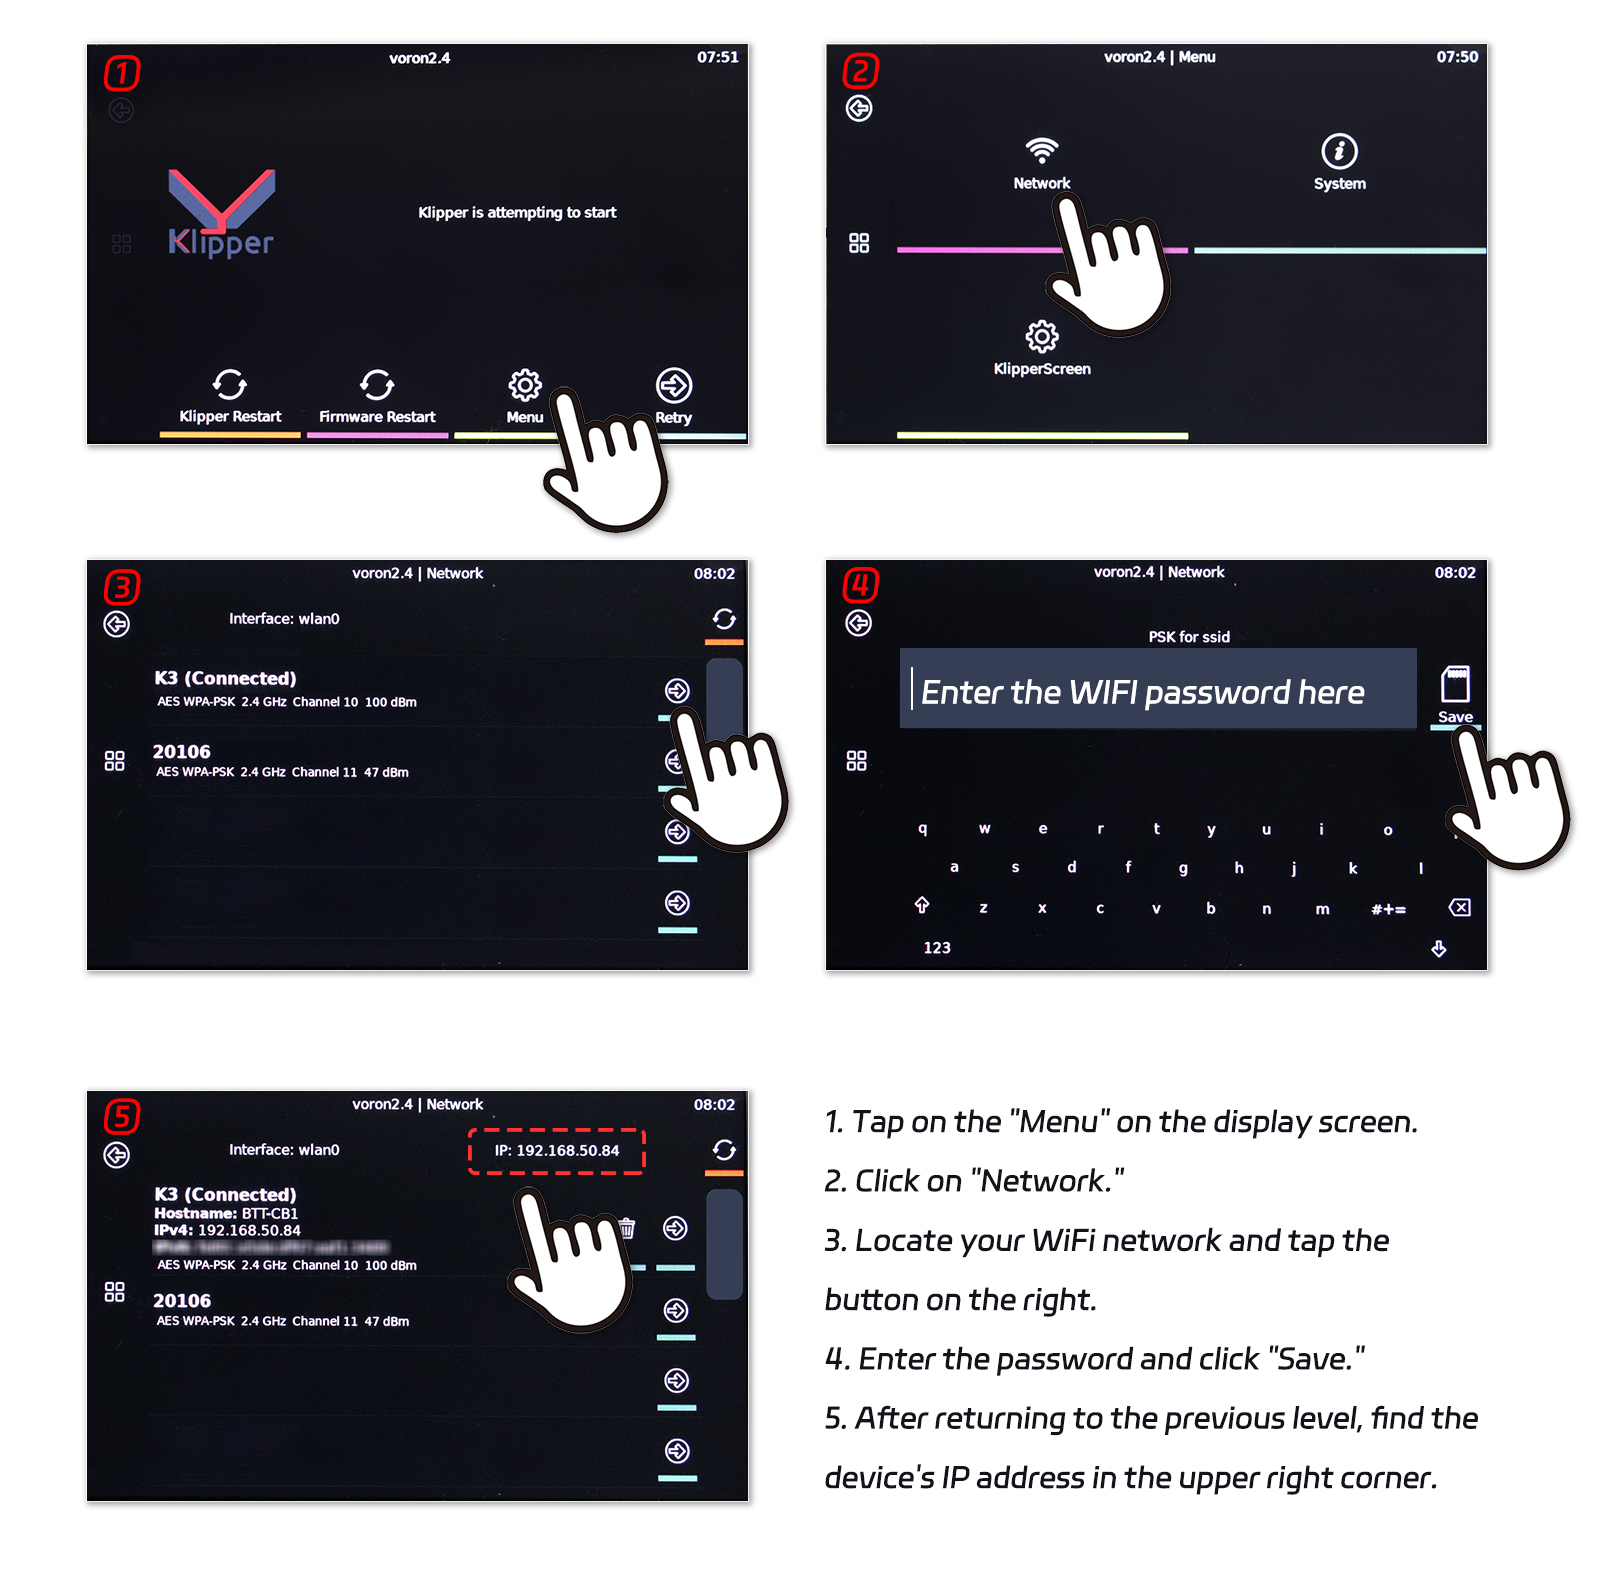 1
voron2.4
07:51
Klipper
Klipper is attempting to start
Klipper Restart
Firmware Restart
Menu
Retry
2
voron2.4 | Menu
07:50
Network
System
KlipperScreen
3
voron2.4 | Network
08:02
Interface: wlan0
K3 (Connected)
AES WPA-PSK 2.4 GHz Channel 10 100 dBm
20106
AES WPA-PSK 2.4 GHz Channel 11 47 dBm
4
voron2.4 | Network
08:02
PSK for ssid
Enter the WIFI password here
Save
q w e r t y u i o
a s d f g h j k l
z x c v b n m #+=
123
5
voron2.4 | Network
08:02
Interface: wlan0
IP: 192.168.50.84
K3 (Connected)
Hostname: BTT-CB1
IPv4: 192.168.50.84
AES WPA-PSK 2.4 GHz Channel 10 100 dBm
20106
AES WPA-PSK 2.4 GHz Channel 11 47 dBm
1. Tap on the "Menu" on the display screen.
2. Click on "Network."
3. Locate your WiFi network and tap the
button on the right.
4. Enter the password and click "Save."
5. After returning to the previous level, find the
device's IP address in the upper right corner.